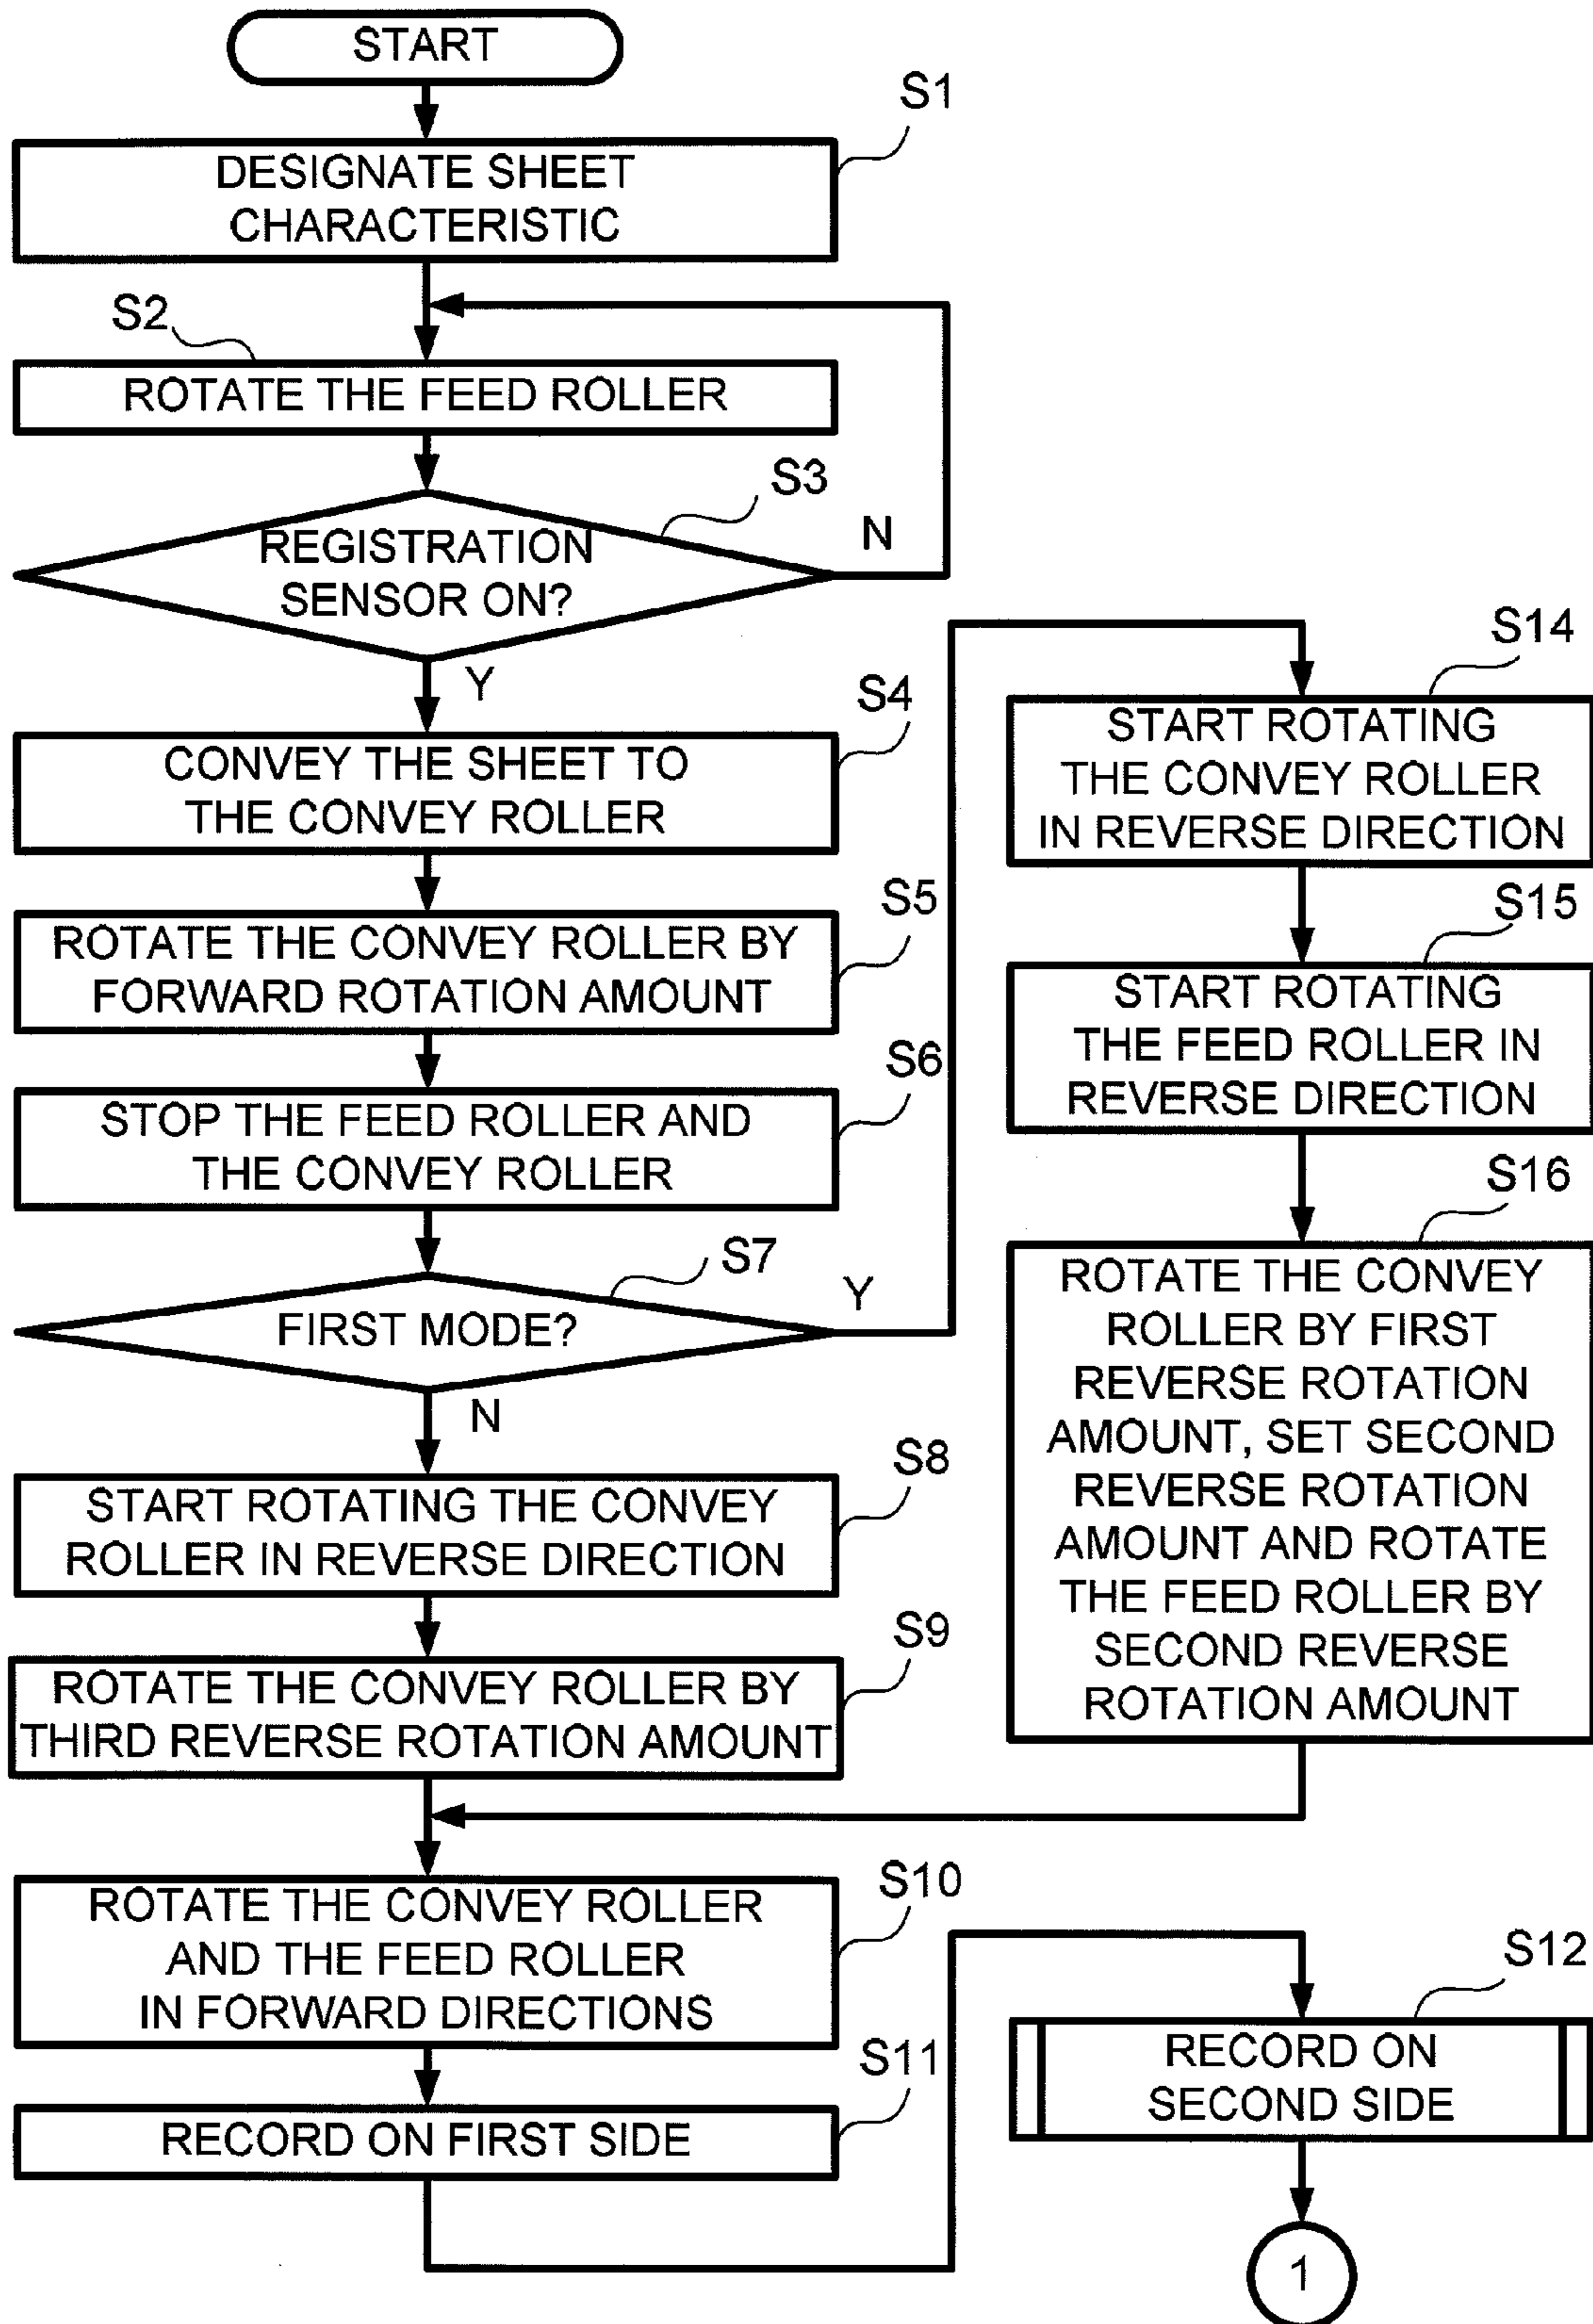 START
S1
DESIGNATE SHEET
CHARACTERISTIC
S2
ROTATE THE FEED ROLLER
S3
REGISTRATION
SENSOR ON?
N
Y
S4
CONVEY THE SHEET TO
THE CONVEY ROLLER
S5
ROTATE THE CONVEY ROLLER BY
FORWARD ROTATION AMOUNT
S6
STOP THE FEED ROLLER AND
THE CONVEY ROLLER
S7
FIRST MODE?
Y
N
S8
START ROTATING THE CONVEY
ROLLER IN REVERSE DIRECTION
S9
ROTATE THE CONVEY ROLLER BY
THIRD REVERSE ROTATION AMOUNT
S14
START ROTATING
THE CONVEY ROLLER
IN REVERSE DIRECTION
S15
START ROTATING
THE FEED ROLLER IN
REVERSE DIRECTION
S16
ROTATE THE CONVEY
ROLLER BY FIRST
REVERSE ROTATION
AMOUNT, SET SECOND
REVERSE ROTATION
AMOUNT AND ROTATE
THE FEED ROLLER BY
SECOND REVERSE
ROTATION AMOUNT
S10
ROTATE THE CONVEY ROLLER
AND THE FEED ROLLER
IN FORWARD DIRECTIONS
S11
RECORD ON FIRST SIDE
S12
RECORD ON
SECOND SIDE
1